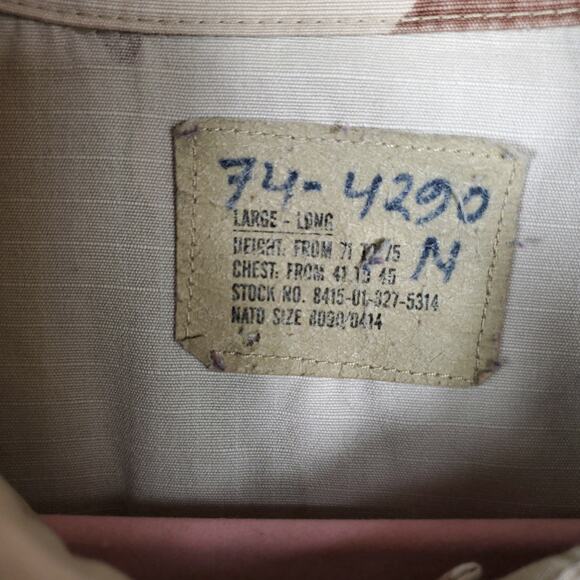 74-4290
LARGE - LONG
HEIGHT: FROM 71 TO 75
CHEST: FROM 41 TO 45 N
STOCK NO. 8415-01-327-5314
NATO SIZE 8090/0414